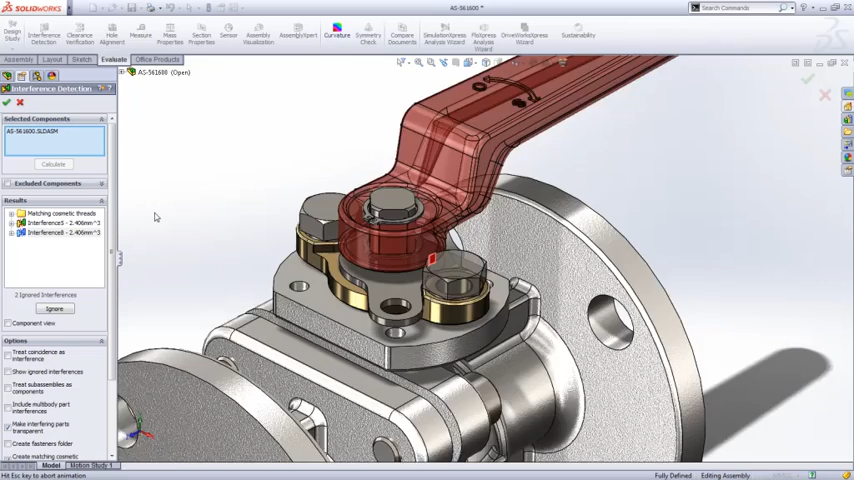 SOLIDWORKS
AS-561600 *
Search Commands
Design Study
Interference Detection
Clearance Verification
Hole Alignment
Measure
Mass Properties
Section Properties
Sensor
Assembly Visualization
AssemblyXpert
Curvature
Symmetry Check
Compare Documents
SimulationXpress Analysis Wizard
FloXpress Analysis Wizard
DriveWorksXpress Wizard
Sustainability
Assembly
Layout
Sketch
Evaluate
Office Products
AS-561600 (Open)
Interference Detection
Selected Components
AS-561600.SLDASM
Calculate
Excluded Components
Results
Matching cosmetic threads
Interference5 - 2.406mm^3
Interference8 - 2.406mm^3
2 Ignored Interferences
Ignore
Component view
Options
Treat coincidence as
interference
Show ignored interferences
Treat subassemblies as
components
Include multibody part
interferences
Make interfering parts
transparent
Create fasteners folder
Create matching cosmetic
Model
Motion Study 1
Hit Esc key to abort animation
Fully Defined
Editing Assembly